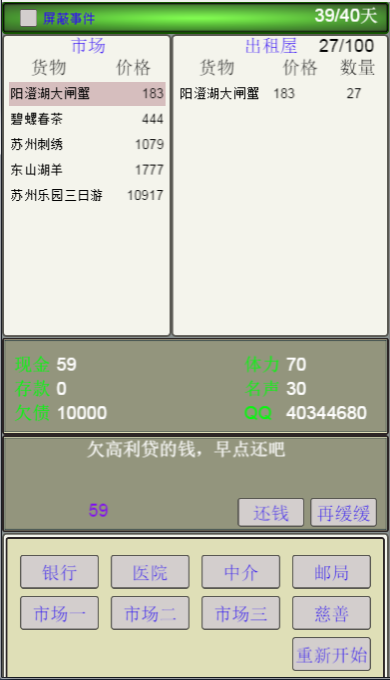 屏蔽事件 39/40天
市场
货物 价格
阳澄湖大闸蟹 183
碧螺春茶 444
苏州刺绣 1079
东山湖羊 1777
苏州乐园三日游 10917
出租屋 27/100
货物 价格 数量
阳澄湖大闸蟹 183 27
现金 59 体力 70
存款 0 名声 30
欠债 10000 QQ 40344680
欠高利贷的钱，早点还吧
59 还钱 再缓缓
银行 医院 中介 邮局
市场一 市场二 市场三 慈善
重新开始